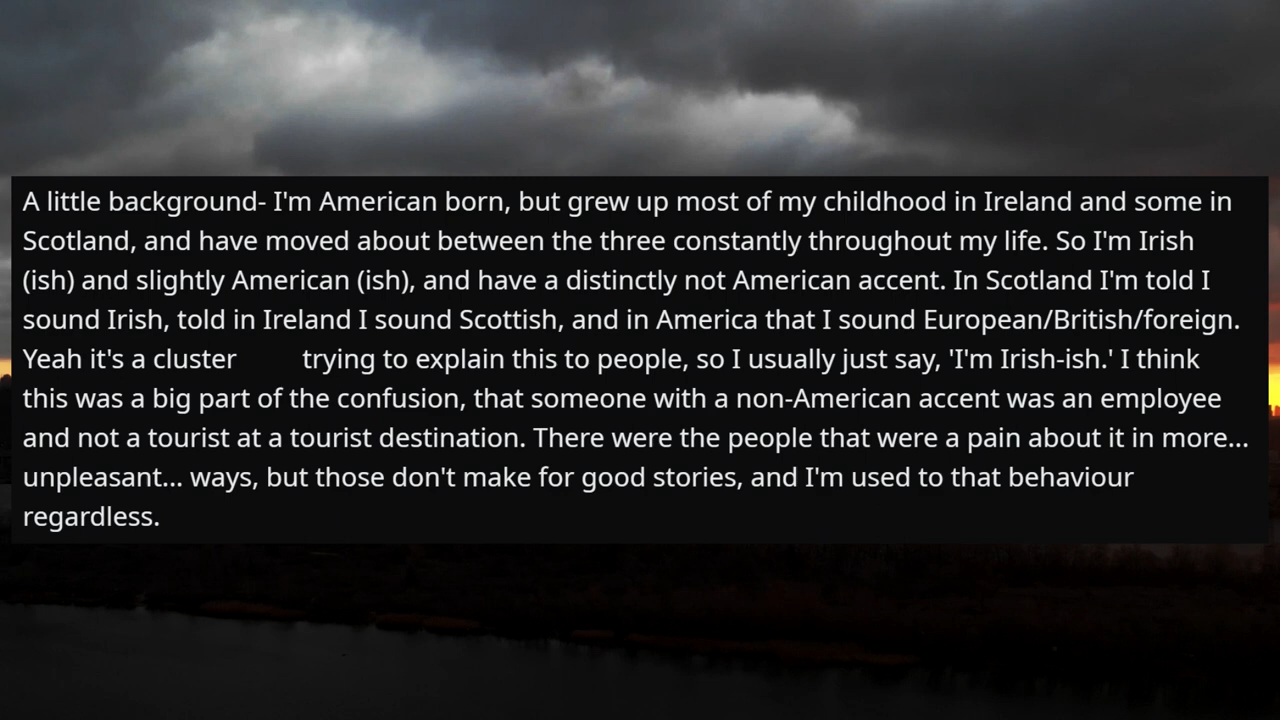 A little background- I'm American born, but grew up most of my childhood in Ireland and some in
Scotland, and have moved about between the three constantly throughout my life. So I'm Irish
(ish) and slightly American (ish), and have a distinctly not American accent. In Scotland I'm told I
sound Irish, told in Ireland I sound Scottish, and in America that I sound European/British/foreign.
Yeah it's a cluster trying to explain this to people, so I usually just say, 'I'm Irish-ish.' I think
this was a big part of the confusion, that someone with a non-American accent was an employee
and not a tourist at a tourist destination. There were the people that were a pain about it in more...
unpleasant... ways, but those don't make for good stories, and I'm used to that behaviour
regardless.